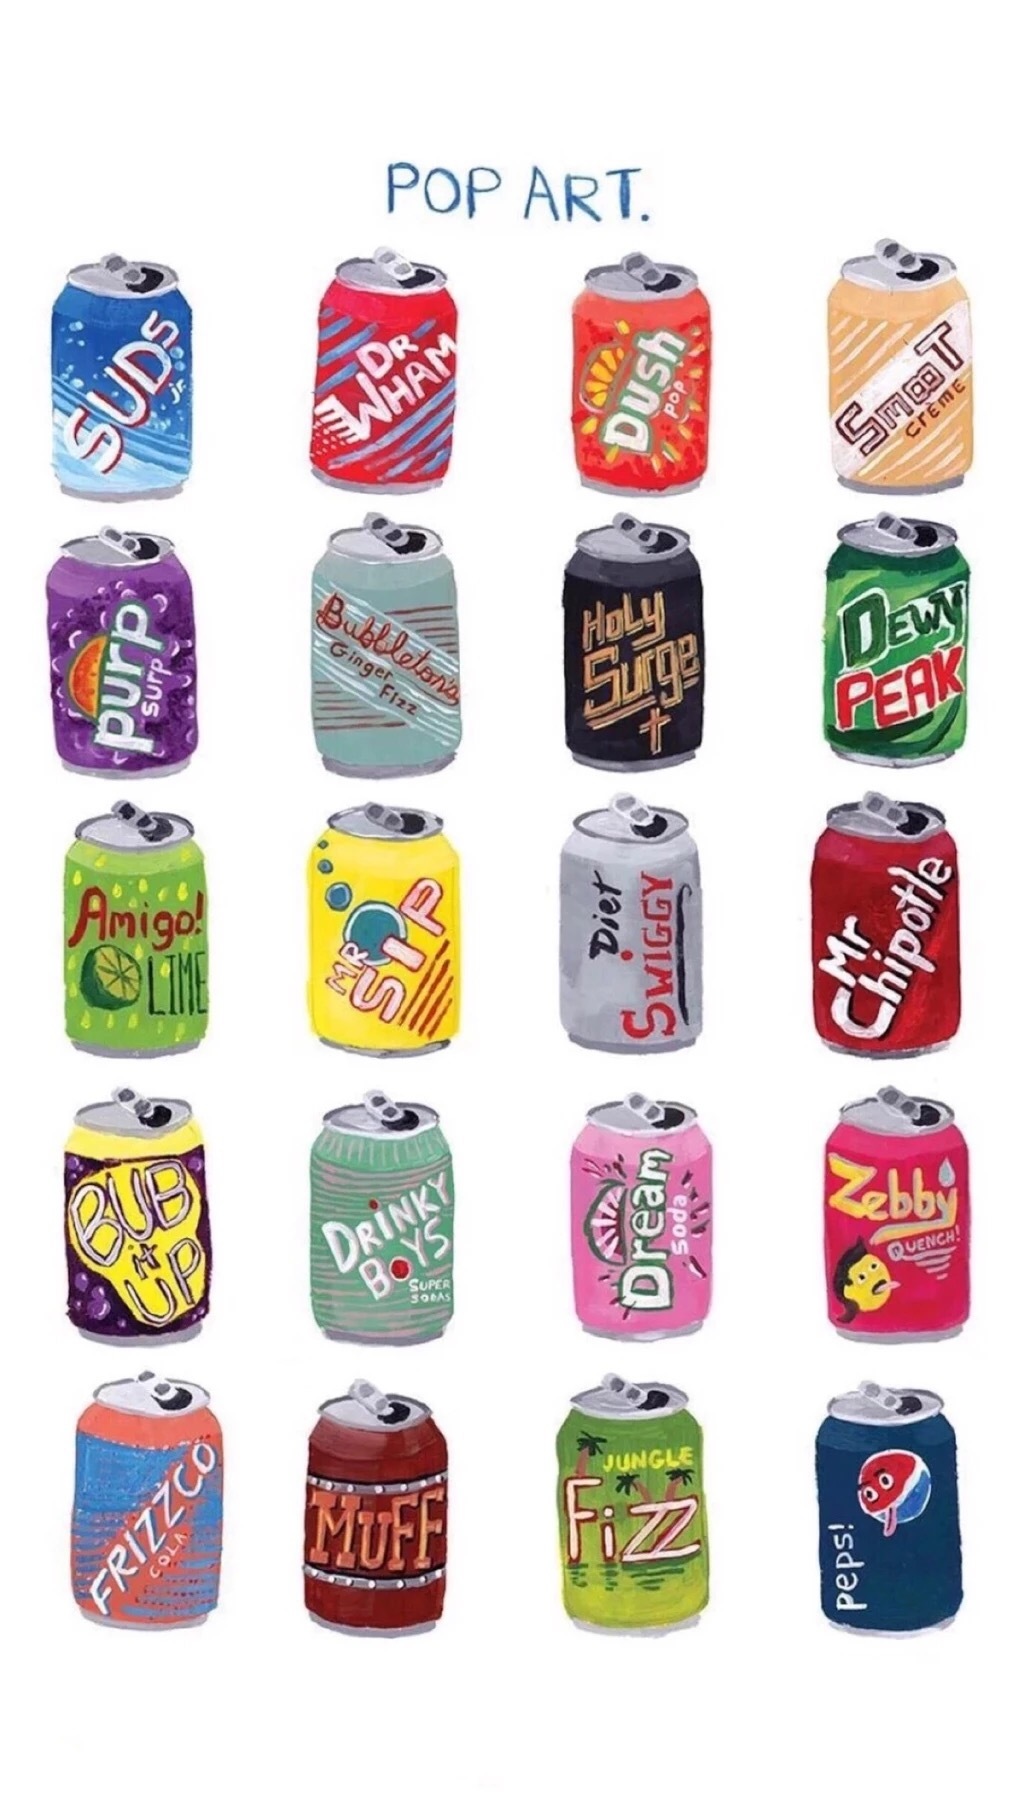 POP ART.
SUDS
jr.
DR
WHAM
DUSH
pop
SMOOT
CRÈME
purp
surp
Bubbleton's
Ginger
Fizz
HOLY
Surge
DEWY
PEAK
Amigo!
LIME
MR
SIP
Diet
SWIGGY
Mr
Chipotle
BUB
it
UP
DRiNKY
BOYS
SUPER
SODAS
Dream
soda
Zebby
QUENCH!
FRIZZCO
COLA
MUFF
JUNGLE
FiZZ
peps!